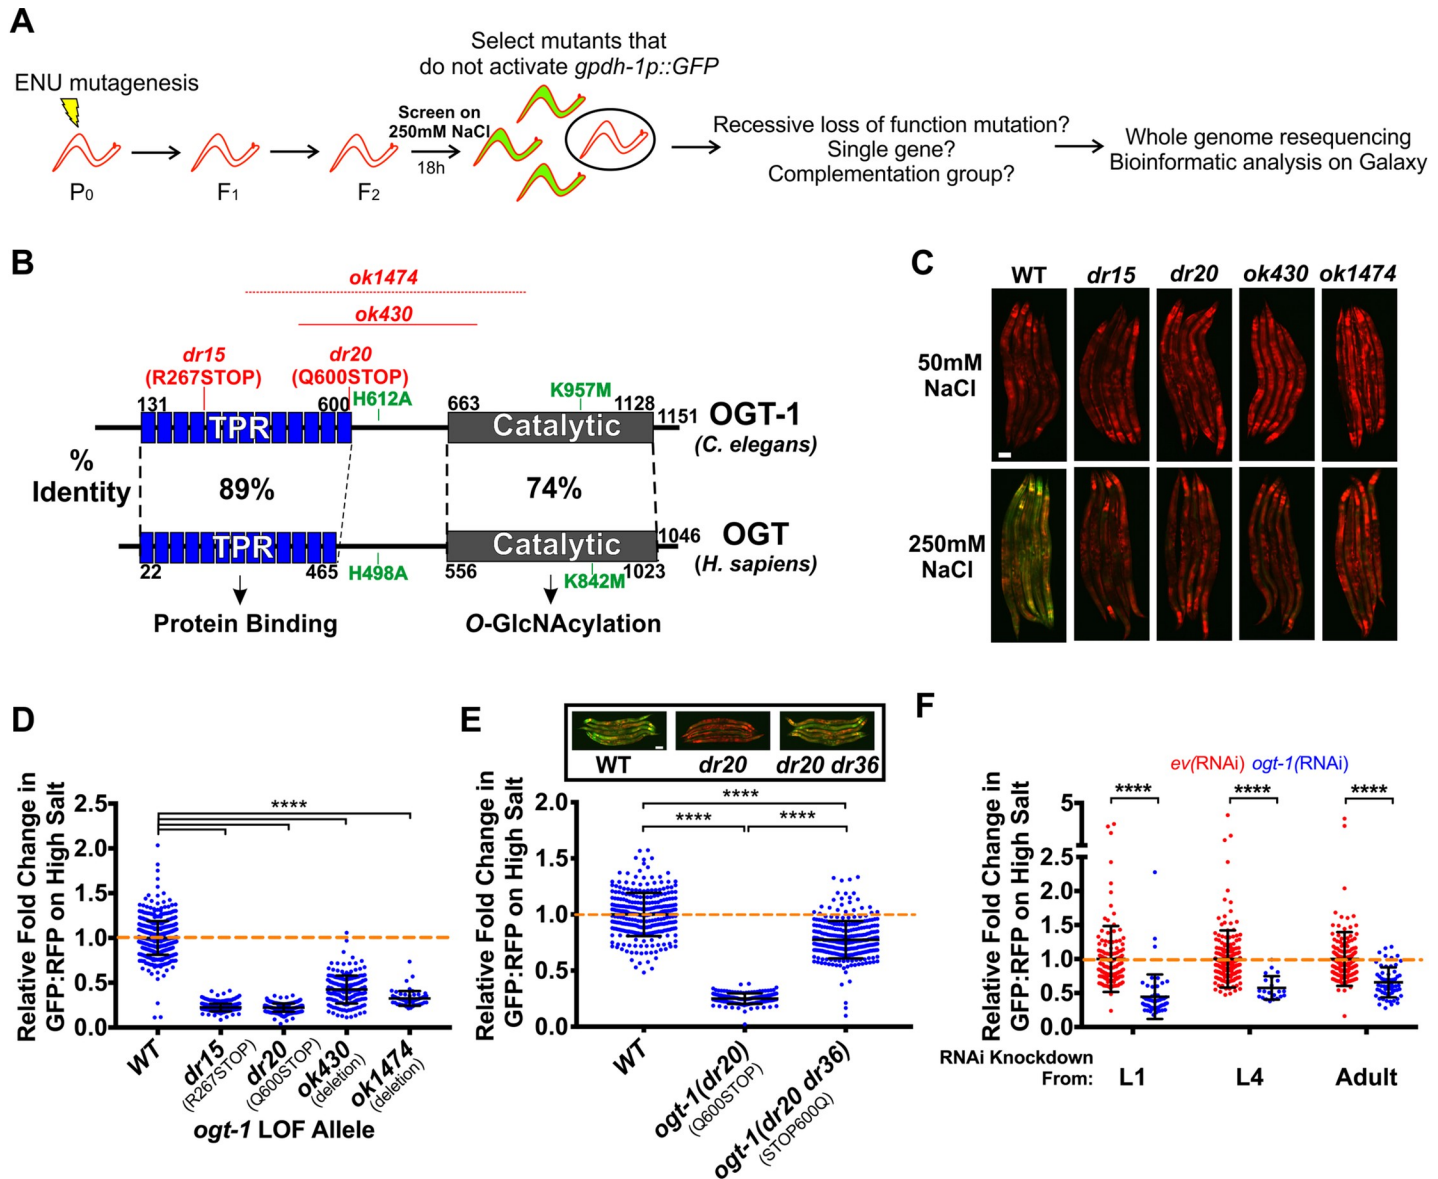 A
ENU mutagenesis
P0
F1
F2
Screen on
250mM NaCl
18h
Select mutants that
do not activate gpdh-1p::GFP
Recessive loss of function mutation?
Single gene?
Complementation group?
Whole genome resequencing
Bioinformatic analysis on Galaxy
B
ok1474
ok430
dr15
(R267STOP)
dr20
(Q600STOP)
H612A
K957M
131
600
663
1128
1151
TPR
Catalytic
OGT-1
(C. elegans)
%
Identity
89%
74%
TPR
Catalytic
1046
OGT
(H. sapiens)
22
465
H498A
556
K842M
1023
Protein Binding
O-GlcNAcylation
C
WT
dr15
dr20
ok430
ok1474
50mM
NaCl
250mM
NaCl
D
Relative Fold Change in
GFP:RFP on High Salt
2.5
2.0
1.5
1.0
0.5
0.0
****
WT
dr15
(R267STOP)
dr20
(Q600STOP)
ok430
(deletion)
ok1474
(deletion)
ogt-1 LOF Allele
E
WT
dr20
dr20 dr36
Relative Fold Change in
GFP:RFP on High Salt
2.0
1.5
1.0
0.5
0.0
****
****
****
WT
ogt-1(dr20)
(Q600STOP)
ogt-1(dr20 dr36)
(STOP600Q)
F
ev(RNAi) ogt-1(RNAi)
Relative Fold Change in
GFP:RFP on High Salt
5
2.5
2.0
1.5
1.0
0.5
0.0
****
****
****
RNAi Knockdown
From:
L1
L4
Adult